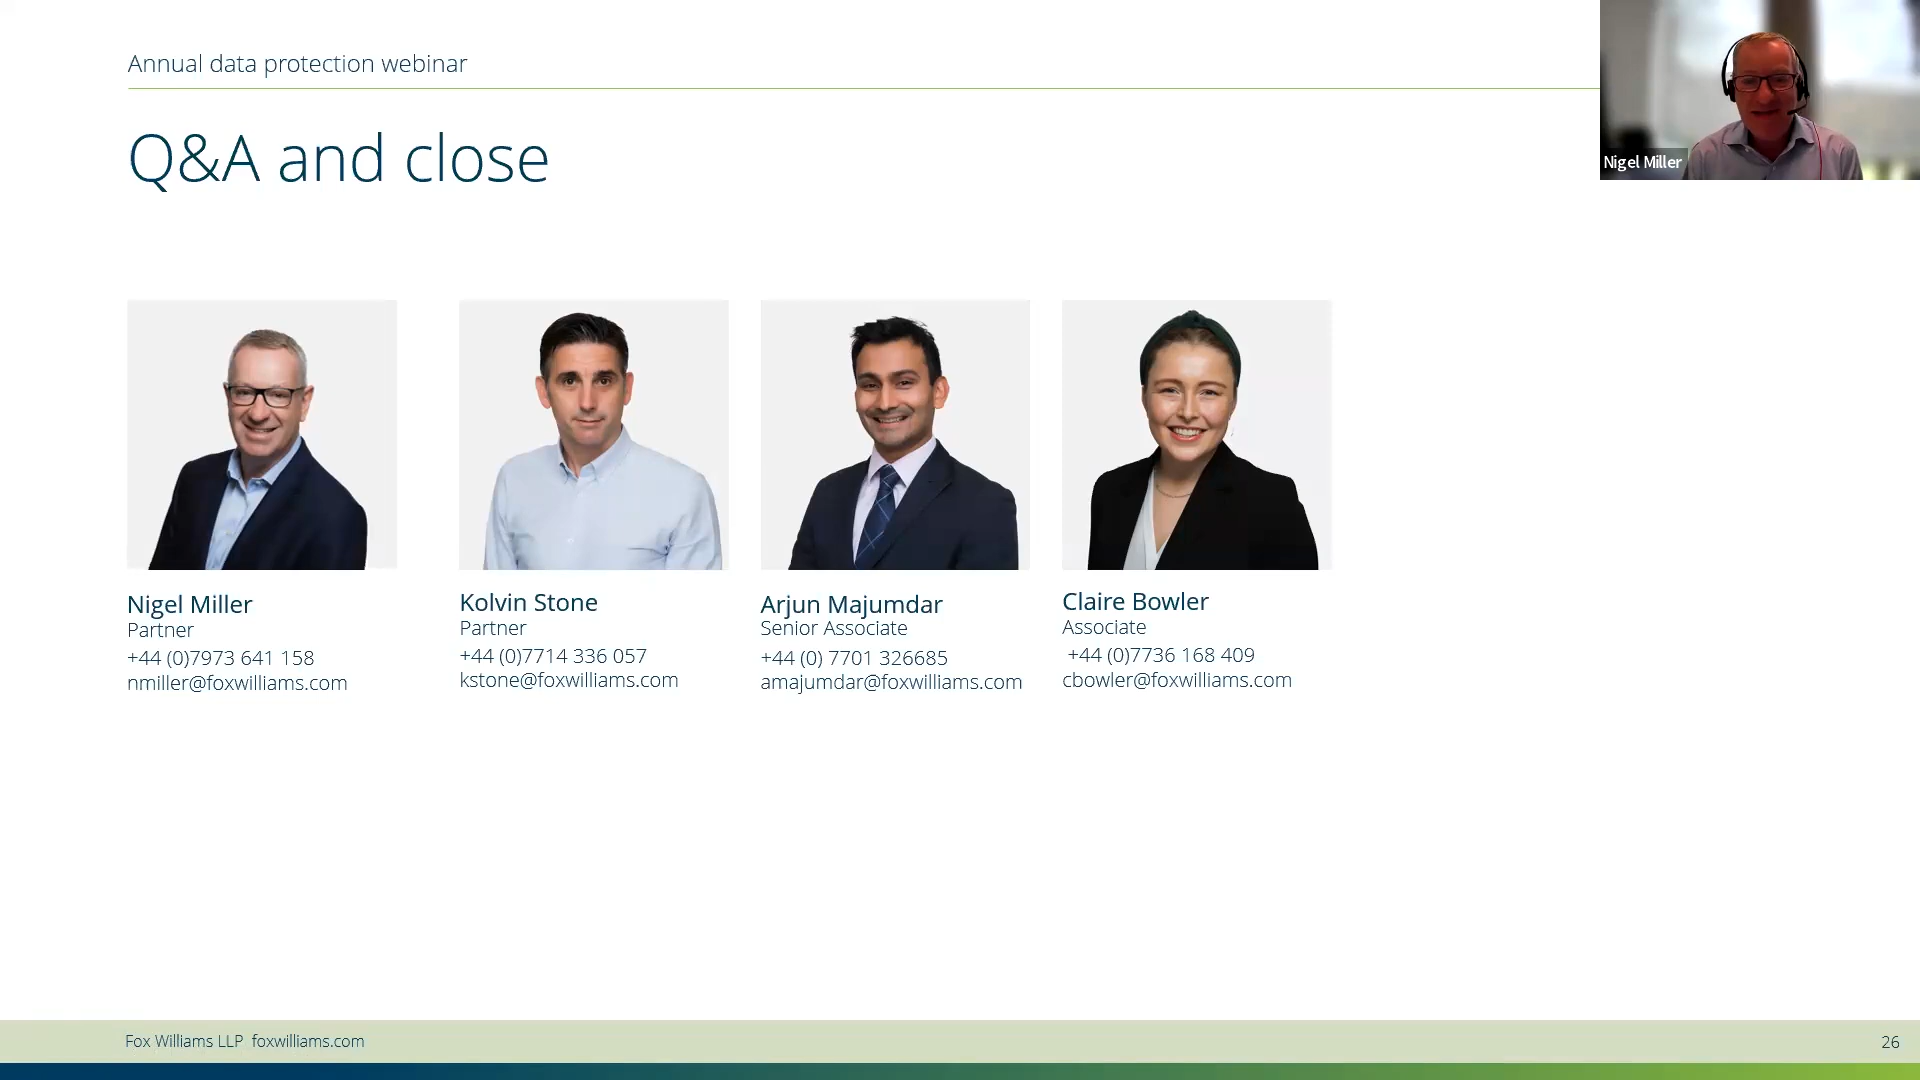 Annual data protection webinar
Q&A and close
Nigel Miller
Nigel Miller
Partner
+44 (0)7973 641 158
nmiller@foxwilliams.com
Kolvin Stone
Partner
+44 (0)7714 336 057
kstone@foxwilliams.com
Arjun Majumdar
Senior Associate
+44 (0) 7701 326685
amajumdar@foxwilliams.com
Claire Bowler
Associate
+44 (0)7736 168 409
cbowler@foxwilliams.com
Fox Williams LLP foxwilliams.com
26